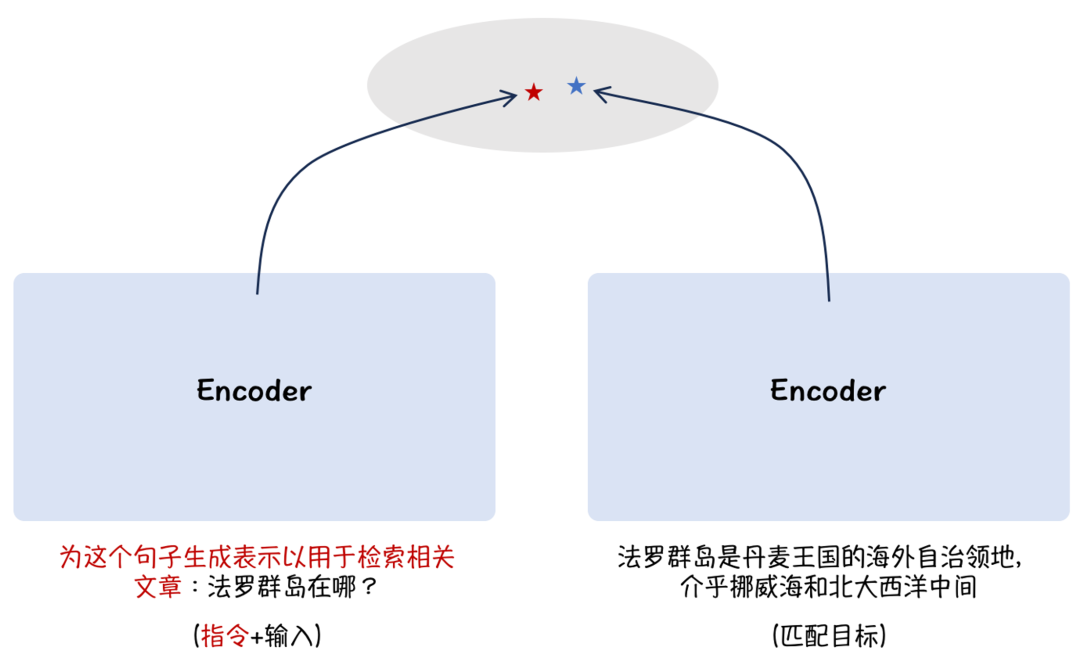 Encoder
为这个句子生成表示以用于检索相关
文章：法罗群岛在哪？
(指令+输入)
Encoder
法罗群岛是丹麦王国的海外自治领地,
介乎挪威海和北大西洋中间
(匹配目标)